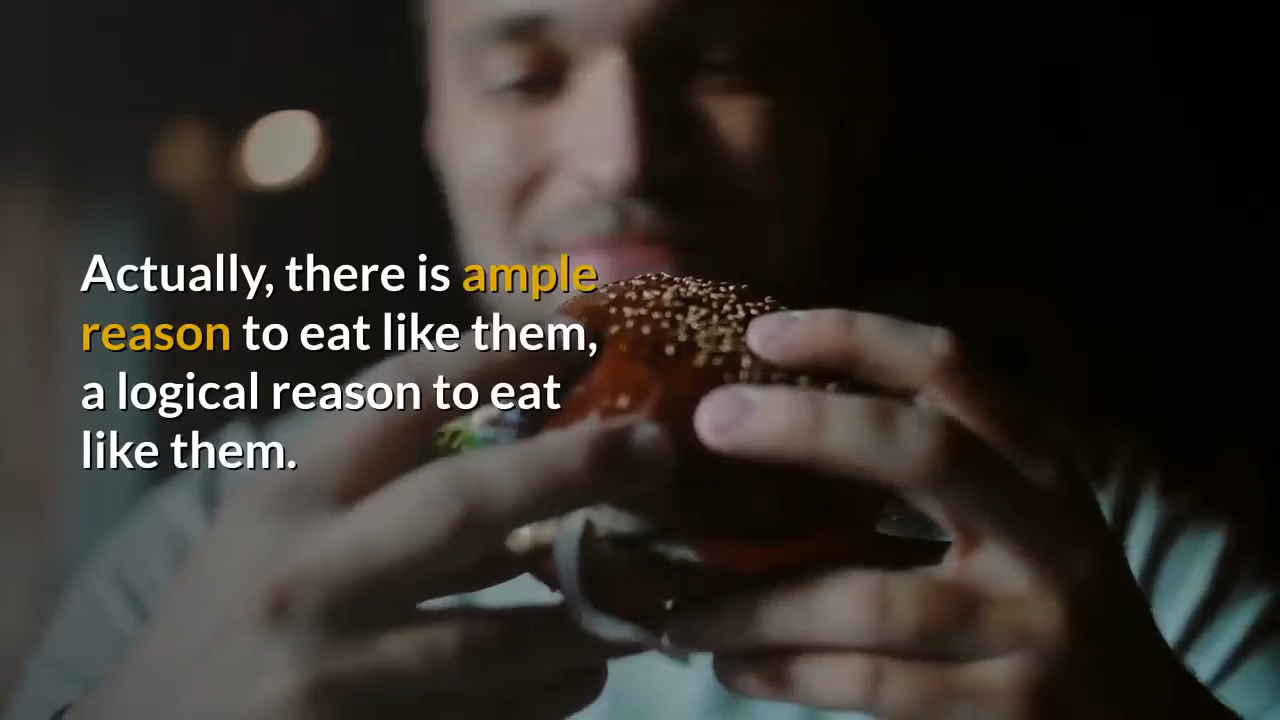 Actually, there is ample
reason to eat like them,
a logical reason to eat
like them.